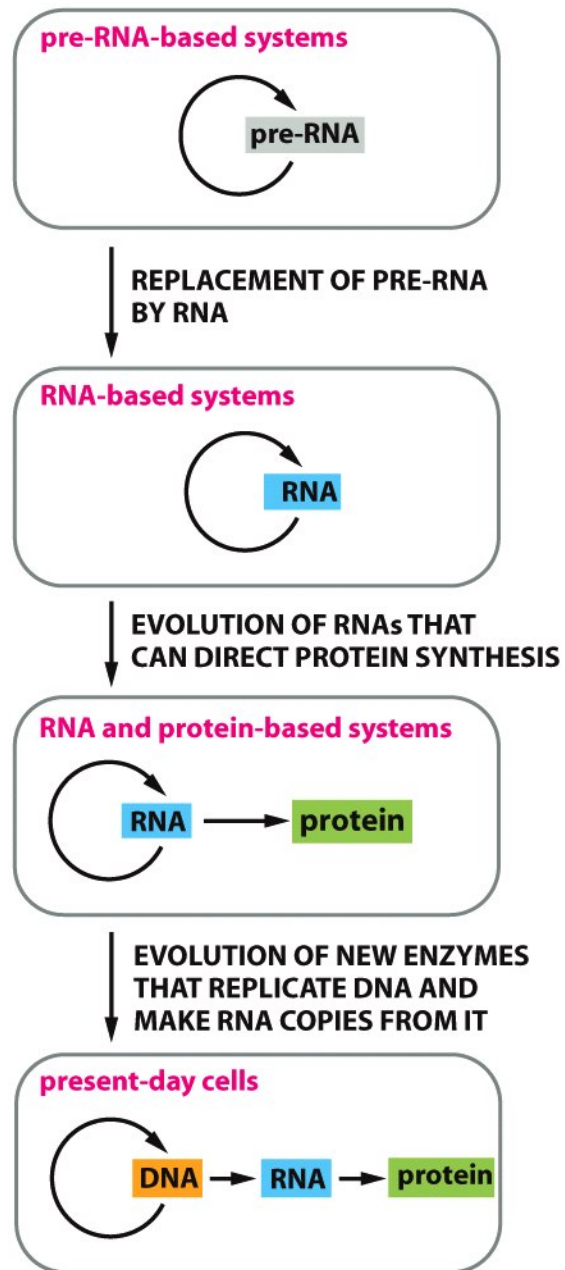 pre-RNA-based systems
pre-RNA
REPLACEMENT OF PRE-RNA
BY RNA
RNA-based systems
RNA
EVOLUTION OF RNAs THAT
CAN DIRECT PROTEIN SYNTHESIS
RNA and protein-based systems
RNA
protein
EVOLUTION OF NEW ENZYMES
THAT REPLICATE DNA AND
MAKE RNA COPIES FROM IT
present-day cells
DNA
RNA
protein